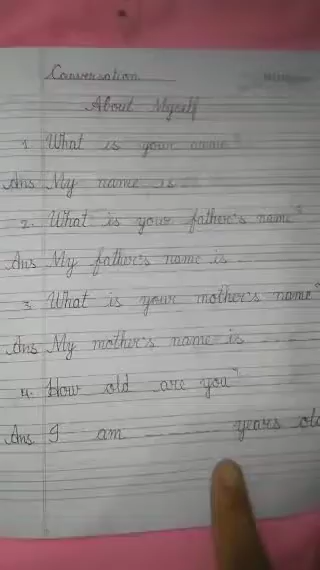 Conversation
About Myself
1. What is your name?
Ans My name is
2. What is your father's name?
Ans My father's name is ....
3. What is your mother's name?
Ans My mother's name is ........
4. How old are you?
Ans I am .......... years old